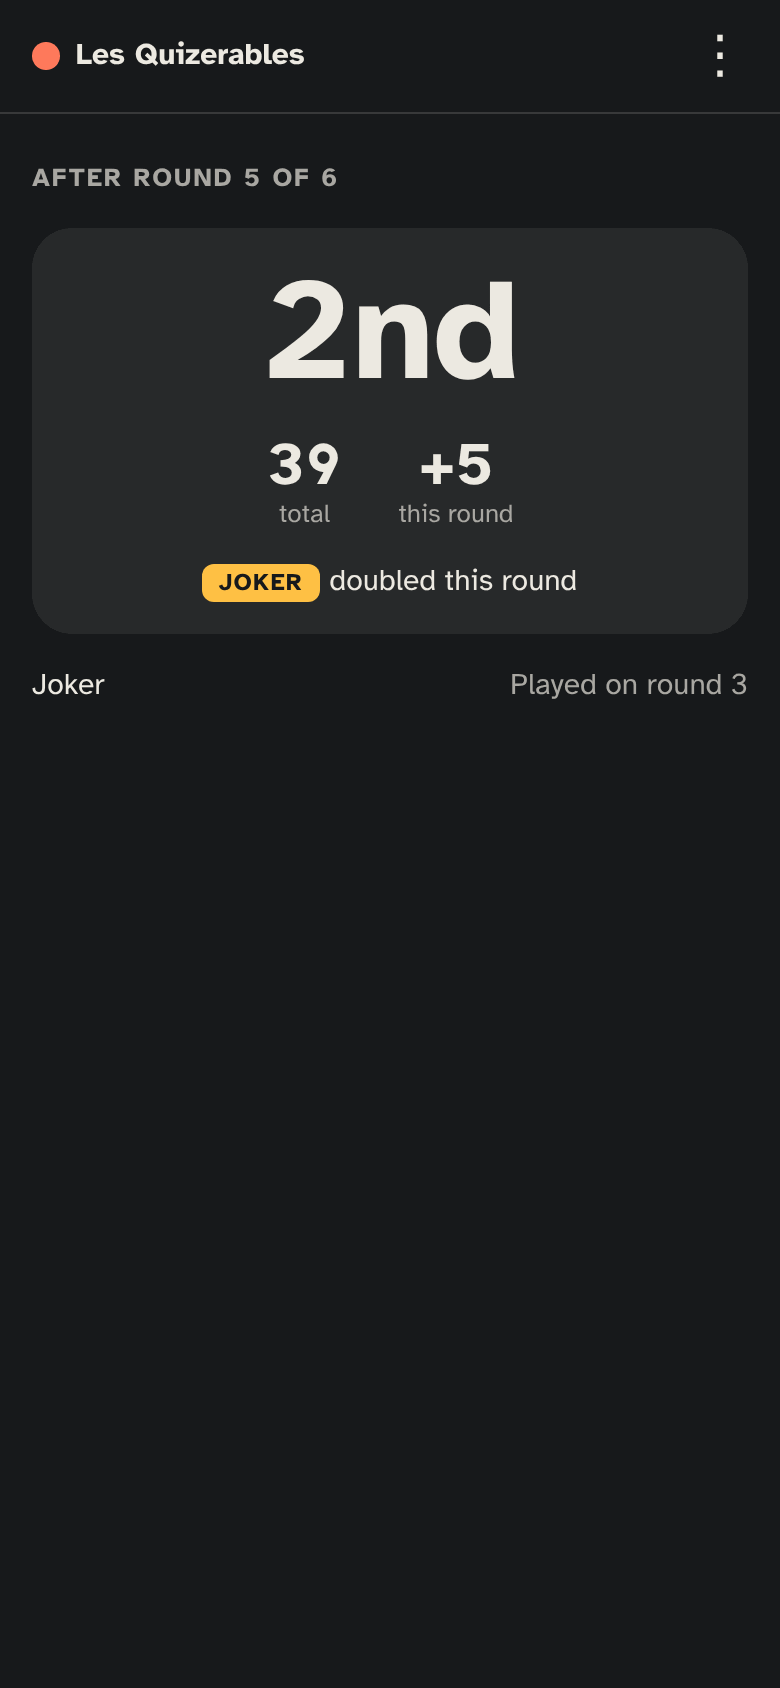 Les Quizerables
AFTER ROUND 5 OF 6
2nd
39 +5
total this round
JOKER doubled this round
Joker Played on round 3